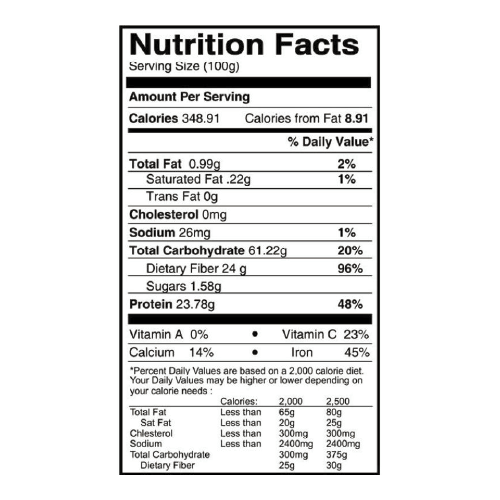 Nutrition Facts
Serving Size (100g)
Amount Per Serving
Calories 348.91 Calories from Fat 8.91
% Daily Value*
Total Fat 0.99g 2%
Saturated Fat .22g 1%
Trans Fat 0g
Cholesterol 0mg
Sodium 26mg 1%
Total Carbohydrate 61.22g 20%
Dietary Fiber 24 g 96%
Sugars 1.58g
Protein 23.78g 48%
Vitamin A 0% • Vitamin C 23%
Calcium 14% • Iron 45%
*Percent Daily Values are based on a 2,000 calorie diet.
Your Daily Values may be higher or lower depending on
your calorie needs :
Calories: 2,000 2,500
Total Fat Less than 65g 80g
Sat Fat Less than 20g 25g
Chlesterol Less than 300mg 300mg
Sodium Less than 2400mg 2400mg
Total Carbohydrate 300mg 375g
Dietary Fiber 25g 30g